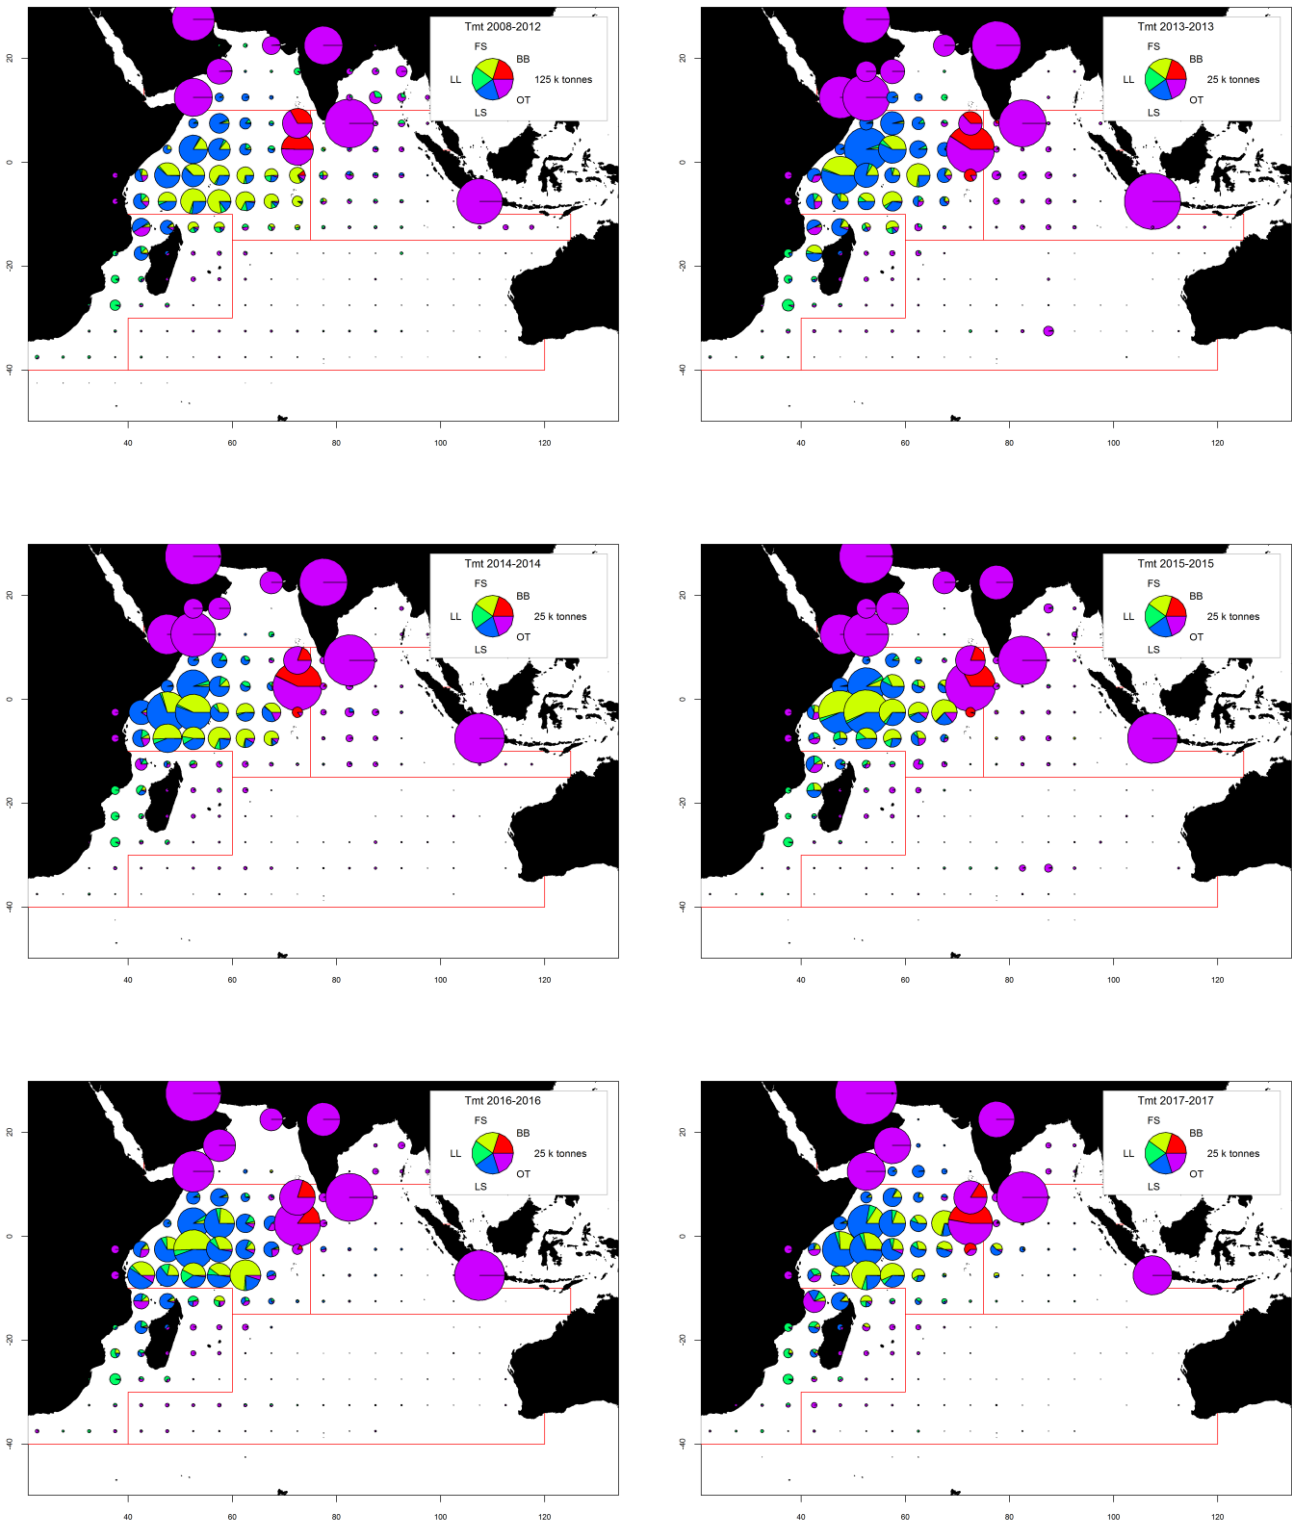 Tmt 2008-2012
FS
BB
LL
125 k tonnes
OT
LS
20
0
-20
-40
40
60
80
100
120
Tmt 2013-2013
FS
BB
LL
25 k tonnes
OT
LS
20
0
-20
-40
40
60
80
100
120
Tmt 2014-2014
FS
BB
LL
25 k tonnes
OT
LS
20
0
-20
-40
40
60
80
100
120
Tmt 2015-2015
FS
BB
LL
25 k tonnes
OT
LS
20
0
-20
-40
40
60
80
100
120
Tmt 2016-2016
FS
BB
LL
25 k tonnes
OT
LS
20
0
-20
-40
40
60
80
100
120
Tmt 2017-2017
FS
BB
LL
25 k tonnes
OT
LS
20
0
-20
-40
40
60
80
100
120